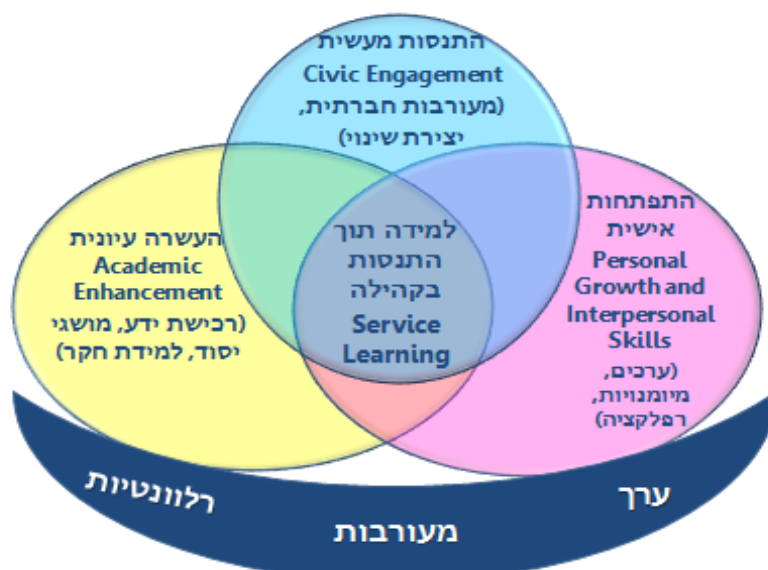 התנסות מעשית
Civic Engagement
(מעורבות חברתית,
יצירת שינוי)
התפתחות
אישית
Personal
Growth and
Interpersonal
Skills
(ערכים,
מיומנויות,
רפלקציה)
למידה תוך
התנסות
בקהילה
Service
Learning
העשרה עיונית
Academic
Enhancement
(רכישת ידע, מושגי
יסוד, למידת חקר)
ערך
מעורבות
רלוונטיות